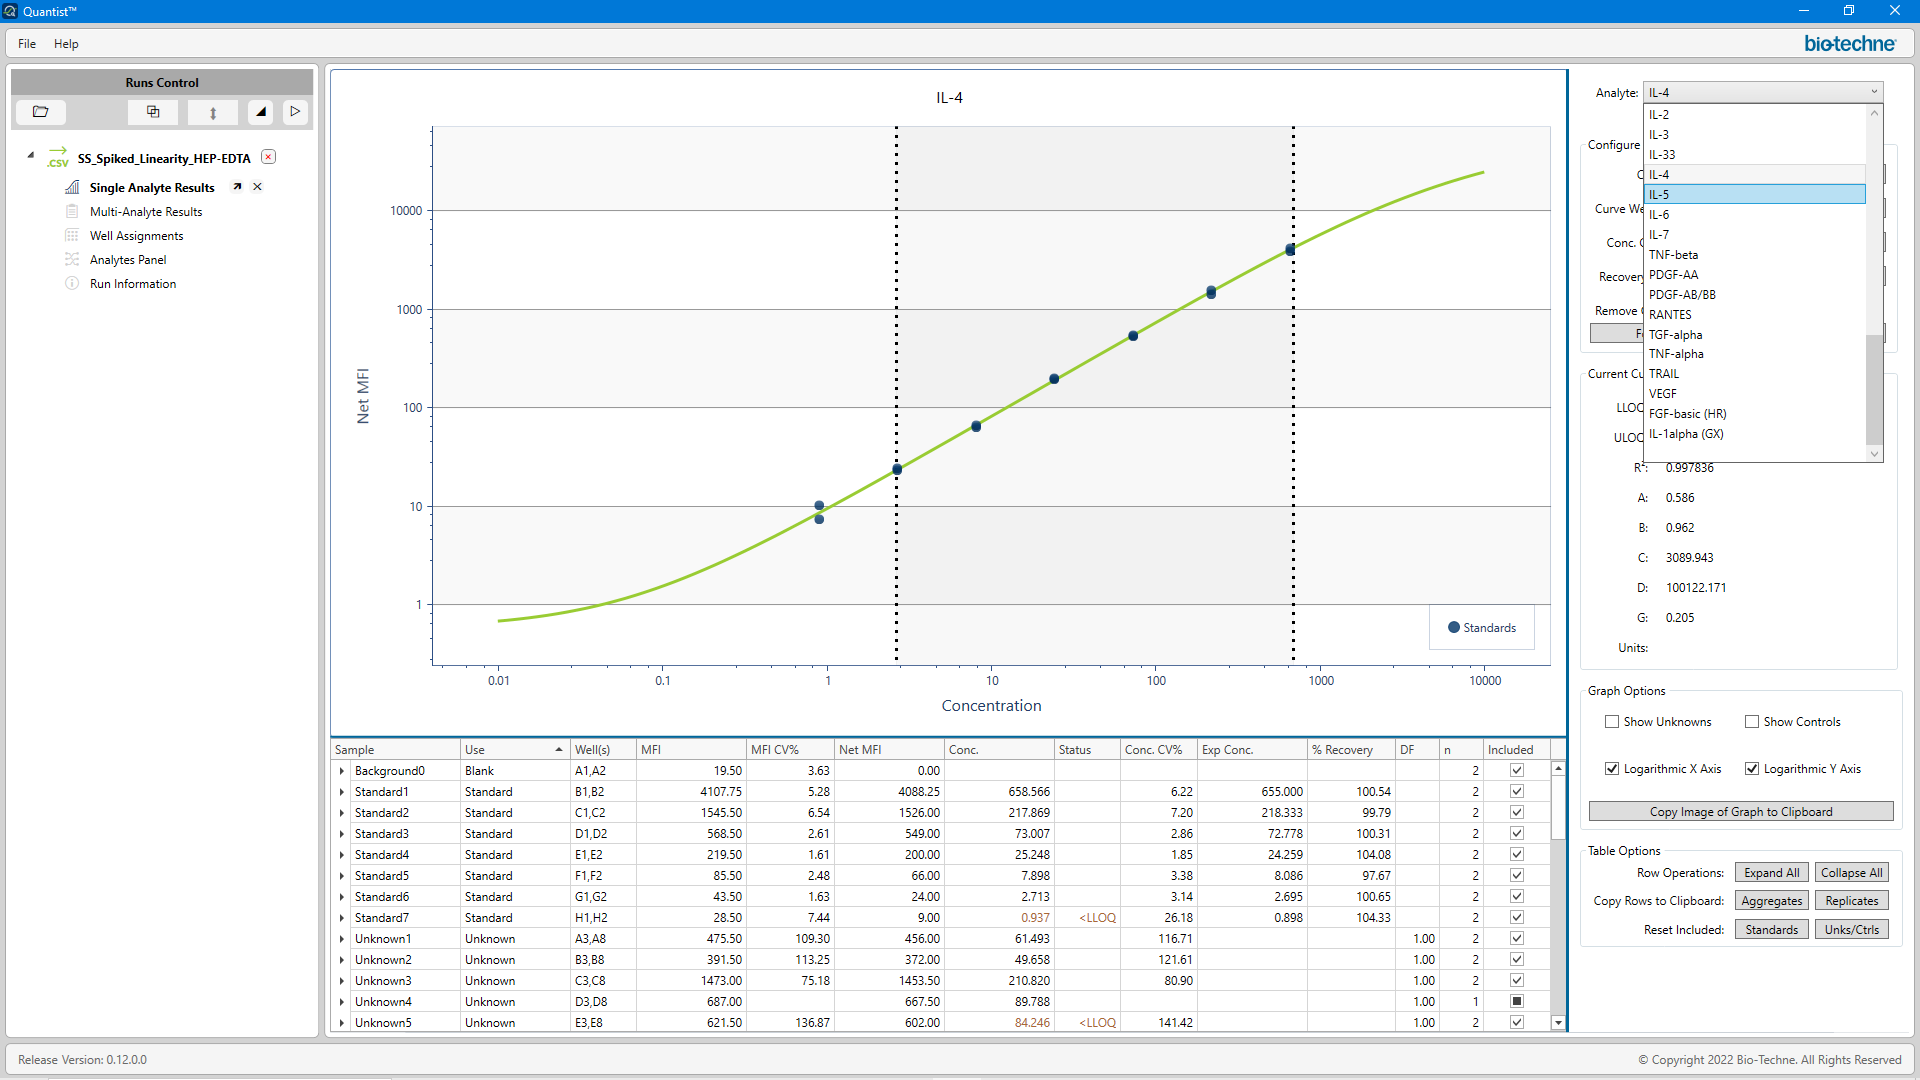 Quantist™
File Help
bio-techne
Runs Control
.CSV SS_Spiked_Linearity_HEP-EDTA
Single Analyte Results
Multi-Analyte Results
Well Assignments
Analytes Panel
Run Information
IL-4
Net MFI
10000
1000
100
10
1
Standards
0.01 0.1 1 10 100 1000 10000
Concentration
Sample Use Well(s) MFI MFI CV% Net MFI Conc. Status Conc. CV% Exp Conc. % Recovery DF n Included
Background0 Blank A1,A2 19.50 3.63 0.00 2
Standard1 Standard B1,B2 4107.75 5.28 4088.25 658.566 6.22 655.000 100.54 2
Standard2 Standard C1,C2 1545.50 6.54 1526.00 217.869 7.20 218.333 99.79 2
Standard3 Standard D1,D2 568.50 2.61 549.00 73.007 2.86 72.778 100.31 2
Standard4 Standard E1,E2 219.50 1.61 200.00 25.248 1.85 24.259 104.08 2
Standard5 Standard F1,F2 85.50 2.48 66.00 7.898 3.38 8.086 97.67 2
Standard6 Standard G1,G2 43.50 1.63 24.00 2.713 3.14 2.695 100.65 2
Standard7 Standard H1,H2 28.50 7.44 9.00 0.937 <LLOQ 26.18 0.898 104.33 2
Unknown1 Unknown A3,A8 475.50 109.30 456.00 61.493 116.71 1.00 2
Unknown2 Unknown B3,B8 391.50 113.25 372.00 49.658 121.61 1.00 2
Unknown3 Unknown C3,C8 1473.00 75.18 1453.50 210.820 80.90 1.00 2
Unknown4 Unknown D3,D8 687.00 667.50 89.788 1.00 1
Unknown5 Unknown E3,E8 621.50 136.87 602.00 84.246 <LLOQ 141.42 1.00 2
Analyte: IL-4
IL-2
IL-3
IL-33
IL-4
IL-5
IL-6
IL-7
TNF-beta
PDGF-AA
PDGF-AB/BB
RANTES
TGF-alpha
TNF-alpha
TRAIL
VEGF
FGF-basic (HR)
IL-1alpha (GX)
Configure
Curve We
Conc.
Recovery
Remove
Current Cu
LLOQ
ULOQ
R²: 0.997836
A: 0.586
B: 0.962
C: 3089.943
D: 100122.171
G: 0.205
Units:
Graph Options
Show Unknowns Show Controls
Logarithmic X Axis Logarithmic Y Axis
Copy Image of Graph to Clipboard
Table Options
Row Operations: Expand All Collapse All
Copy Rows to Clipboard: Aggregates Replicates
Reset Included: Standards Unks/Ctrls
Release Version: 0.12.0.0
© Copyright 2022 Bio-Techne. All Rights Reserved